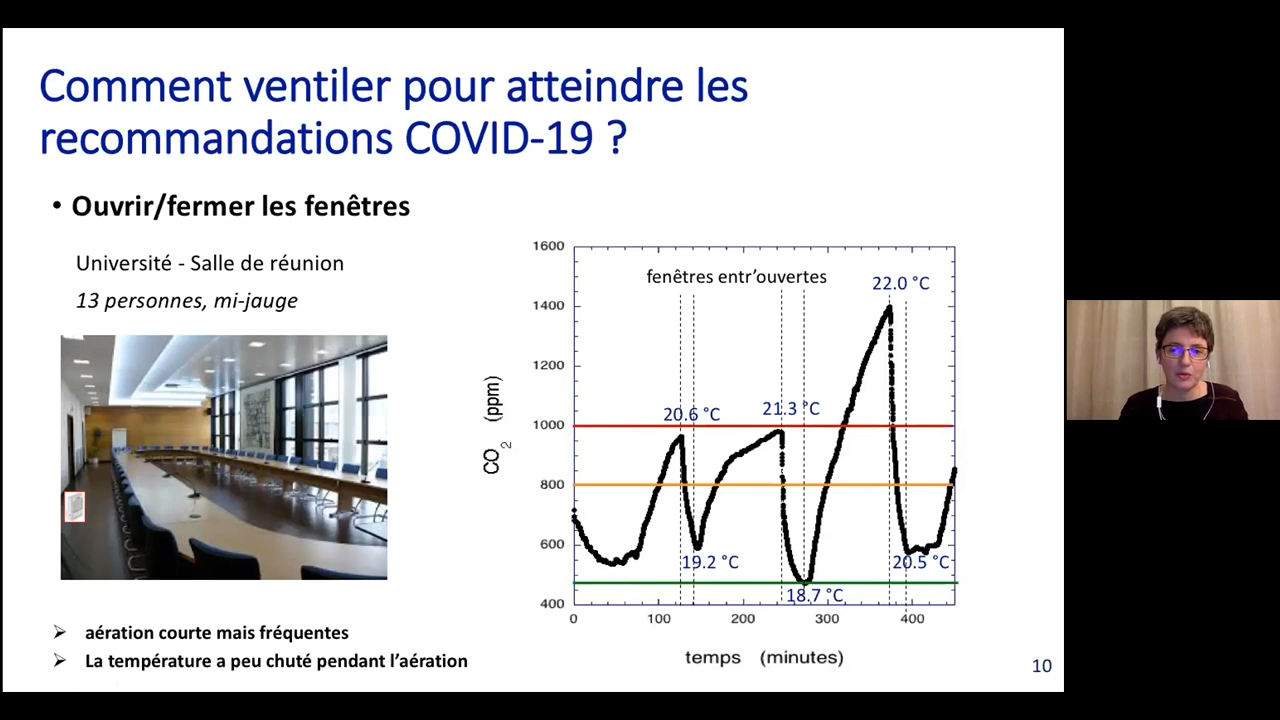 Comment ventiler pour atteindre les
recommandations COVID-19 ?
• Ouvrir/fermer les fenêtres
Université - Salle de réunion
13 personnes, mi-jauge
aération courte mais fréquentes
La température a peu chuté pendant l'aération
1600
1400
1200
1000
800
600
400
CO2 (ppm)
fenêtres entr'ouvertes
22.0 °C
20.6 °C
21.3 °C
19.2 °C
20.5 °C
18.7 °C
0
100
200
300
400
temps (minutes)
10